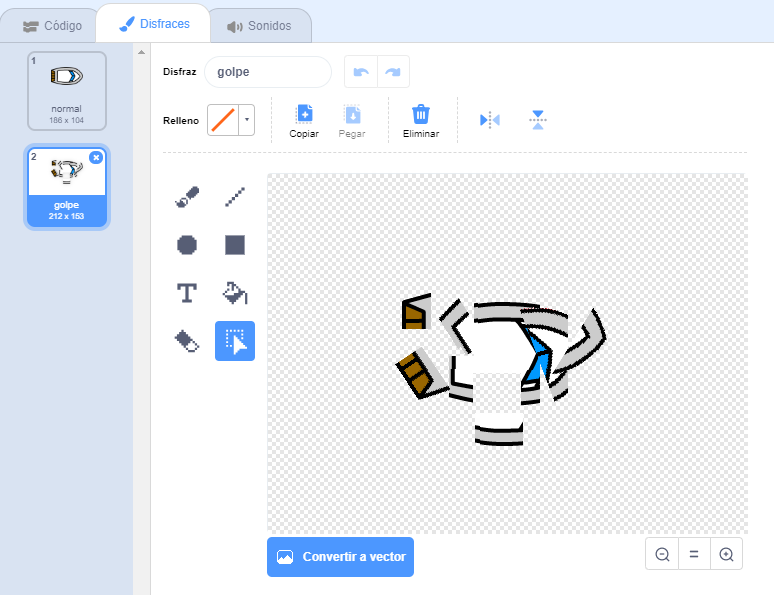 Código
Disfraces
Sonidos
1
normal
186 x 104
2
golpe
212 x 153
Disfraz
golpe
Relleno
Copiar
Pegar
Eliminar
T
Convertir a vector